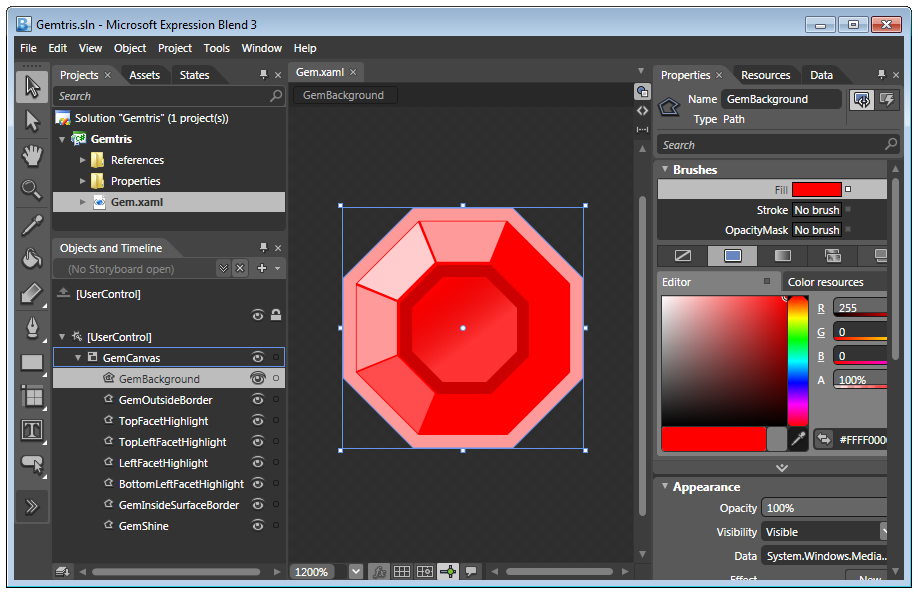 Gemtris.sln - Microsoft Expression Blend 3
File Edit View Object Project Tools Window Help
Projects × Assets States
Search
Solution "Gemtris" (1 project(s))
Gemtris
References
Properties
Gem.xaml
Objects and Timeline
(No Storyboard open)
[UserControl]
[UserControl]
GemCanvas
GemBackground
GemOutsideBorder
TopFacetHighlight
TopLeftFacetHighlight
LeftFacetHighlight
BottomLeftFacetHighlight
GemInsideSurfaceBorder
GemShine
Gem.xaml ×
GemBackground
1200%
Properties × Resources Data
Name GemBackground
Type Path
Search
Brushes
Fill
Stroke No brush
OpacityMask No brush
Editor Color resources
R 255
G 0
B 0
A 100%
#FFFF000
Appearance
Opacity 100%
Visibility Visible
Data System.Windows.Media...
Effect New